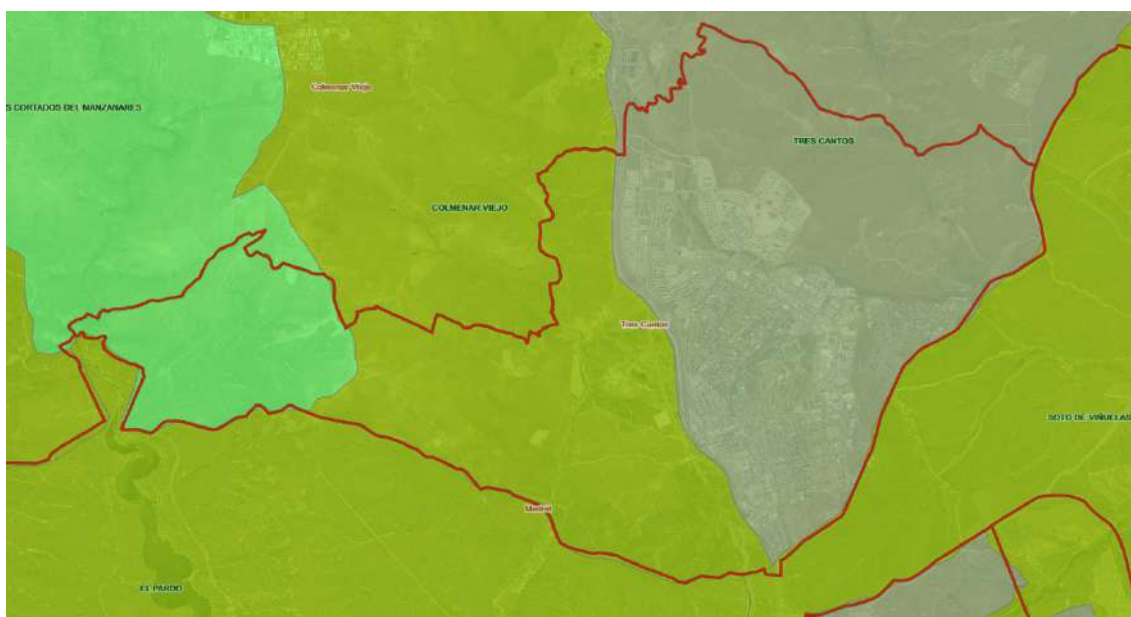 Colmenar Viejo
S CORTADOS DEL MANZANARES
TRES CANTOS
COLMENAR VIEJO
Tres Cantos
SOTO DE VIÑUELAS
Madrid
EL PARDO